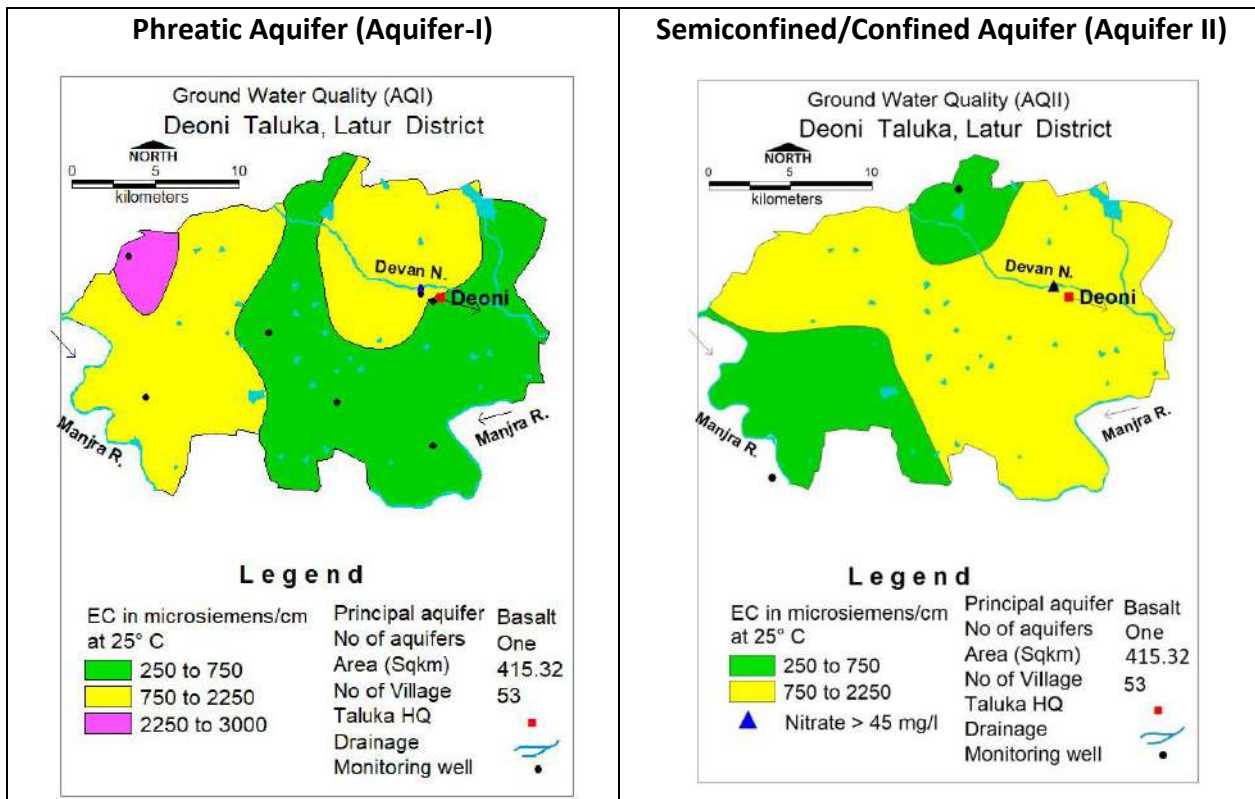 Phreatic Aquifer (Aquifer-I)
Ground Water Quality (AQI)
Deoni Taluka, Latur District
NORTH
0 5 10
kilometers
Devan N.
Deoni
Manjra R.
Manjra R.
Legend
EC in microsiemens/cm
at 25° C
250 to 750
750 to 2250
2250 to 3000
Principal aquifer Basalt
No of aquifers One
Area (Sqkm) 415.32
No of Village 53
Taluka HQ
Drainage
Monitoring well
Semiconfined/Confined Aquifer (Aquifer II)
Ground Water Quality (AQII)
Deoni Taluka, Latur District
NORTH
0 5 10
kilometers
Devan N.
Deoni
Manjra R.
Manjra R.
Legend
EC in microsiemens/cm
at 25° C
250 to 750
750 to 2250
Nitrate > 45 mg/l
Principal aquifer Basalt
No of aquifers One
Area (Sqkm) 415.32
No of Village 53
Taluka HQ
Drainage
Monitoring well